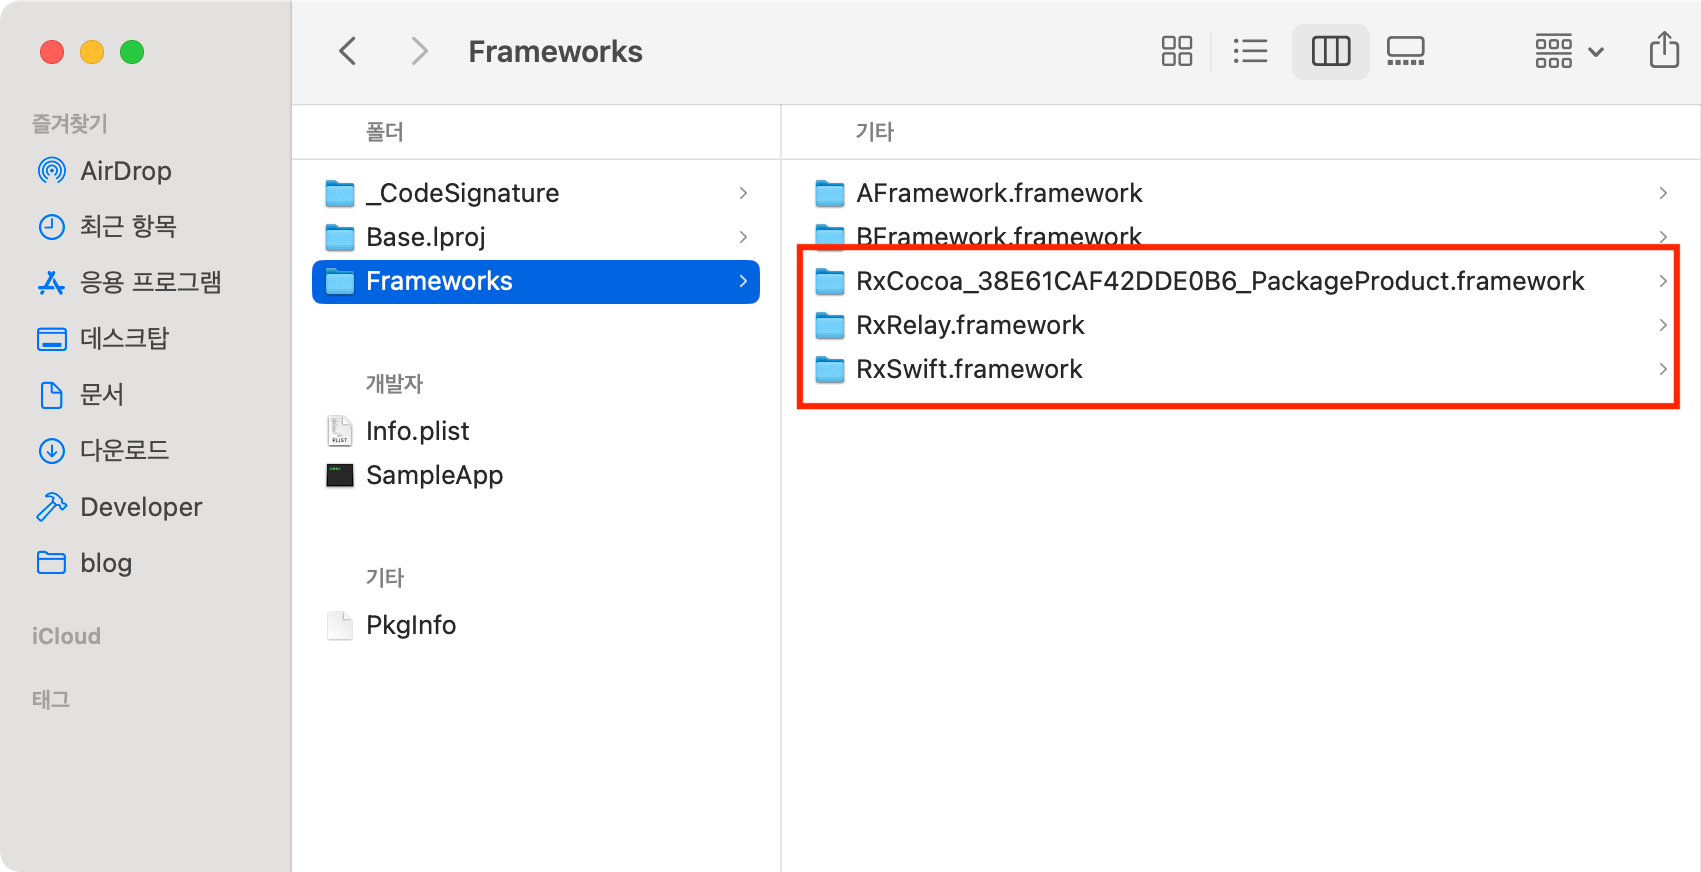 Frameworks
즐겨찾기
AirDrop
최근 항목
응용 프로그램
데스크탑
문서
다운로드
Developer
blog
iCloud
태그
폴더
_CodeSignature
Base.lproj
Frameworks
개발자
Info.plist
SampleApp
기타
PkgInfo
기타
AFramework.framework
BFramework.framework
RxCocoa_38E61CAF42DDE0B6_PackageProduct.framework
RxRelay.framework
RxSwift.framework